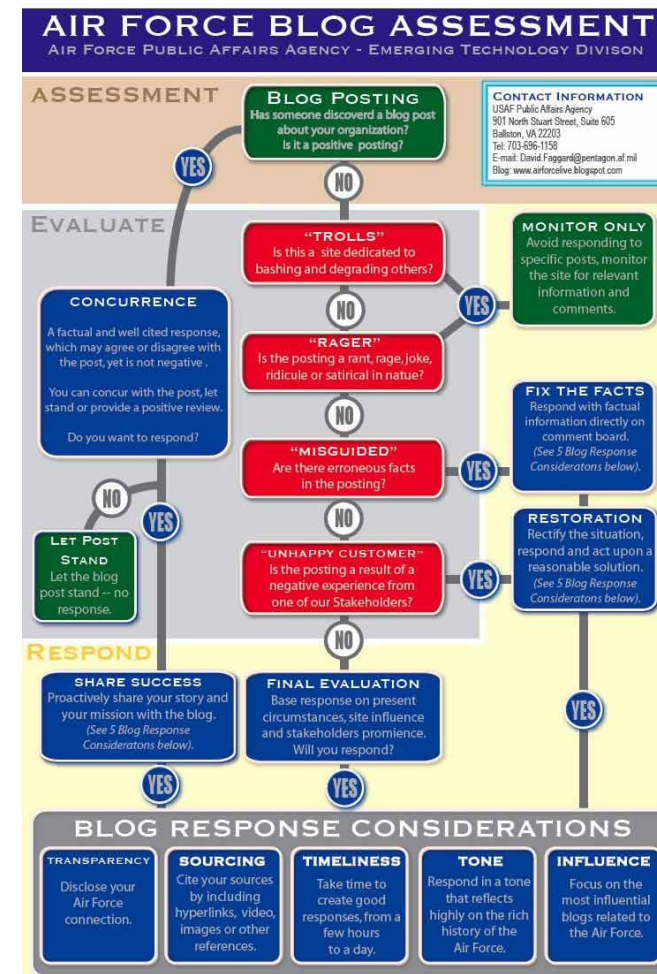 AIR FORCE BLOG ASSESSMENT
AIR FORCE PUBLIC AFFAIRS AGENCY - EMERGING TECHNOLOGY DIVISON
ASSESSMENT
BLOG POSTING
Has someone discoverd a blog post
about your organization?
Is it a positive posting?
CONTACT INFORMATION
USAF Public Affairs Agency
901 North Stuart Street, Suite 605
Ballston, VA 22203
Tel: 703-696-1158
E-mail: David.Faggard@pentagon.af.mil
Blog: www.airforcelive.blogspot.com
YES
NO
EVALUATE
"TROLLS"
Is this a site dedicated to
bashing and degrading others?
MONITOR ONLY
Avoid responding to
specific posts, monitor
the site for relevant
information and
comments.
YES
NO
CONCURRENCE
A factual and well cited response,
which may agree or disagree with
the post, yet is not negative .
You can concur with the post, let
stand or provide a positive review.
Do you want to respond?
"RAGER"
Is the posting a rant, rage, joke,
ridicule or satirical in natue?
NO
FIX THE FACTS
Respond with factual
information directly on
comment board.
(See 5 Blog Response
Consideratons below).
"MISGUIDED"
Are there erroneous facts
in the posting?
YES
NO
NO
YES
LET POST
STAND
Let the blog
post stand -- no
response.
"UNHAPPY CUSTOMER"
Is the posting a result of a
negative experience from
one of our Stakeholders?
YES
RESTORATION
Rectify the situation,
respond and act upon a
reasonable solution.
(See 5 Blog Response
Consideratons below).
NO
RESPOND
SHARE SUCCESS
Proactively share your story and
your mission with the blog.
(See 5 Blog Response
Consideratons below).
FINAL EVALUATION
Base response on present
circumstances, site influence
and stakeholders promience.
Will you respond?
YES
YES
YES
BLOG RESPONSE CONSIDERATIONS
TRANSPARENCY
Disclose your
Air Force
connection.
SOURCING
Cite your sources
by including
hyperlinks, video,
images or other
references.
TIMELINESS
Take time to
create good
responses, from a
few hours
to a day.
TONE
Respond in a tone
that reflects
highly on the rich
history of the
Air Force.
INFLUENCE
Focus on the
most influential
blogs related to
the Air Force.